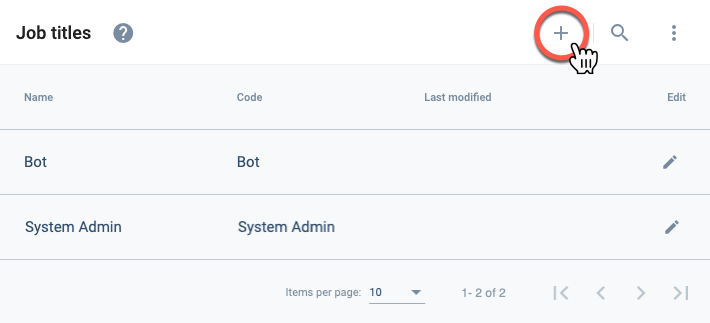 Job titles ?
Name Code Last modified Edit
Bot Bot
System Admin System Admin
Items per page: 10 1- 2 of 2